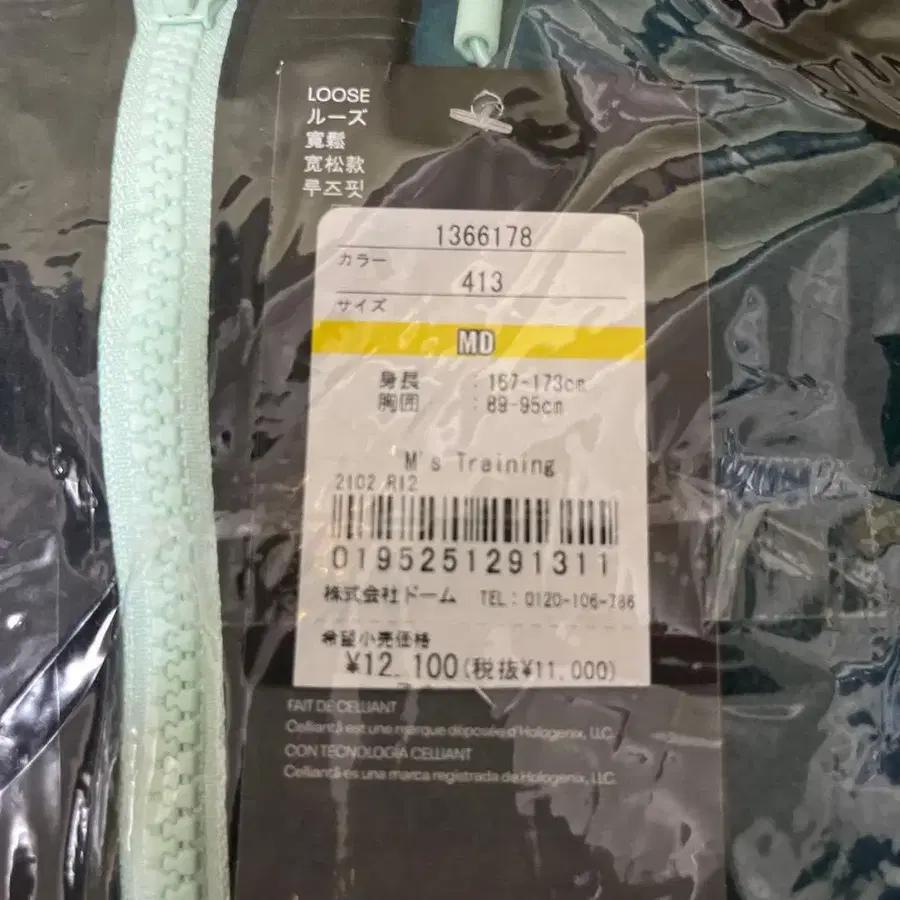 LOOSE
ルーズ
寬鬆
宽松款
루즈핏
1366178
カラー
413
サイズ
MD
身長 : 167-173cm
胸囲 : 89-95cm
M's Training
2102 R12
0195251291311
株式会社ドーム TEL: 0120-106-786
希望小売価格
¥12,100(税抜¥11,000)
FAIT DE CELLIANT
Celliant® est une marque déposée d'Hologenix, LLC.
CON TECNOLOGÍA CELLIANT
Celliant® es una marca registrada de Hologenix, LLC.